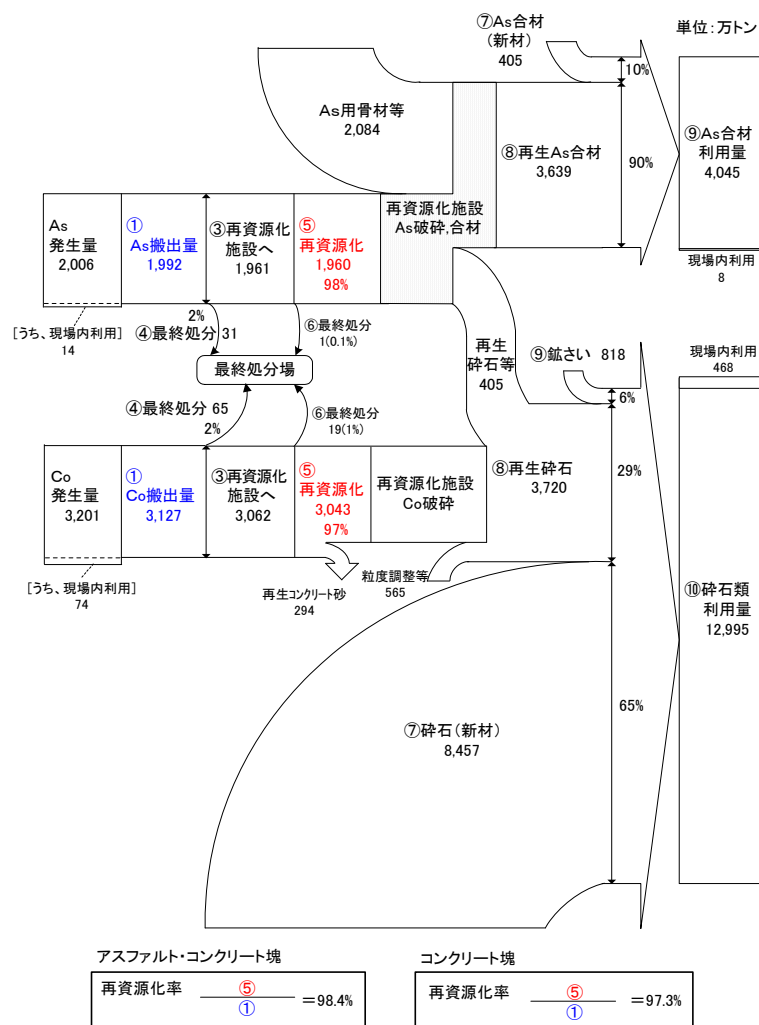 単位：万トン
⑦As合材
(新材)
405
10%
As用骨材等
2,084
⑧再生As合材
3,639
90%
⑨As合材
利用量
4,045
現場内利用
8
As
発生量
2,006
①
As搬出量
1,992
③再資源化
施設へ
1,961
⑤
再資源化
1,960
98%
再資源化施設
As破砕,合材
[うち、現場内利用]
14
2%
④最終処分 31
⑥最終処分
1(0.1%)
最終処分場
④最終処分 65
2%
⑥最終処分
19(1%)
再生
砕石等
405
⑨鉱さい 818
6%
現場内利用
468
Co
発生量
3,201
①
Co搬出量
3,127
③再資源化
施設へ
3,062
⑤
再資源化
3,043
97%
再資源化施設
Co破砕
⑧再生砕石
3,720
29%
[うち、現場内利用]
74
再生コンクリート砂
294
粒度調整等
565
⑩砕石類
利用量
12,995
⑦砕石(新材)
8,457
65%
アスファルト・コンクリート塊
再資源化率
⑤
①
=98.4%
コンクリート塊
再資源化率
⑤
①
=97.3%